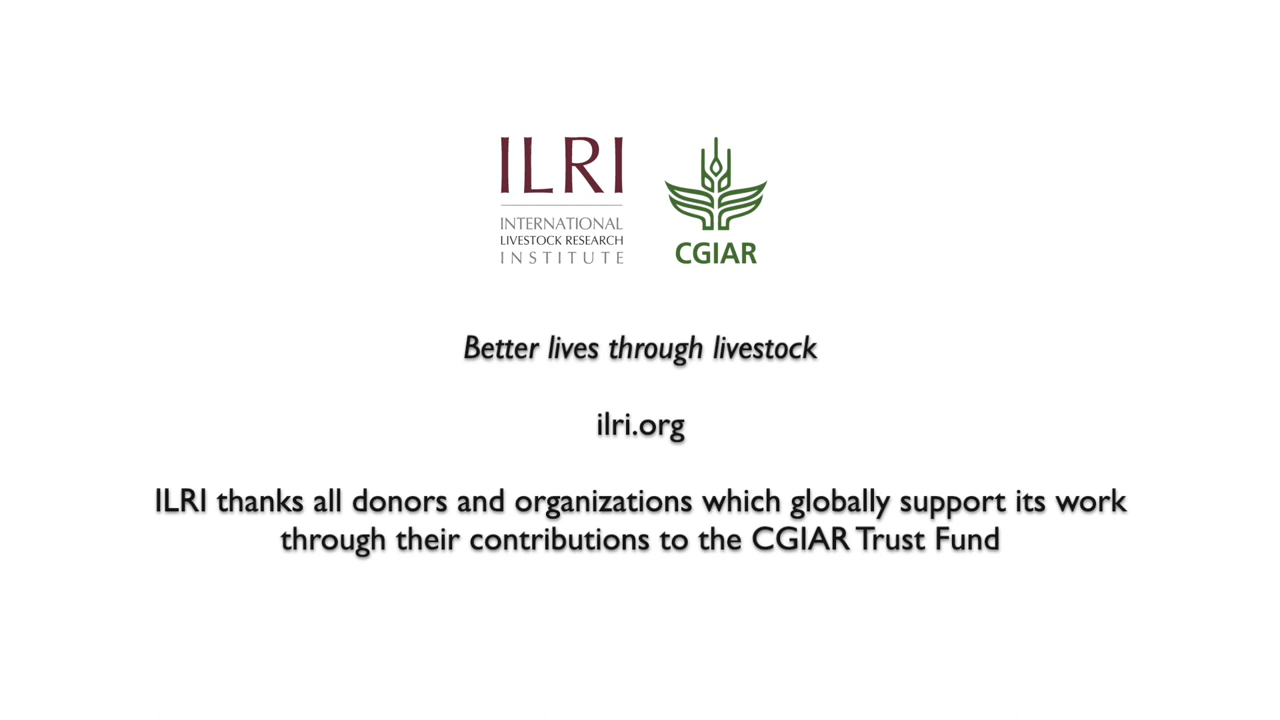 ILRI
INTERNATIONAL
LIVESTOCK RESEARCH
INSTITUTE
CGIAR
Better lives through livestock
ilri.org
ILRI thanks all donors and organizations which globally support its work
through their contributions to the CGIAR Trust Fund